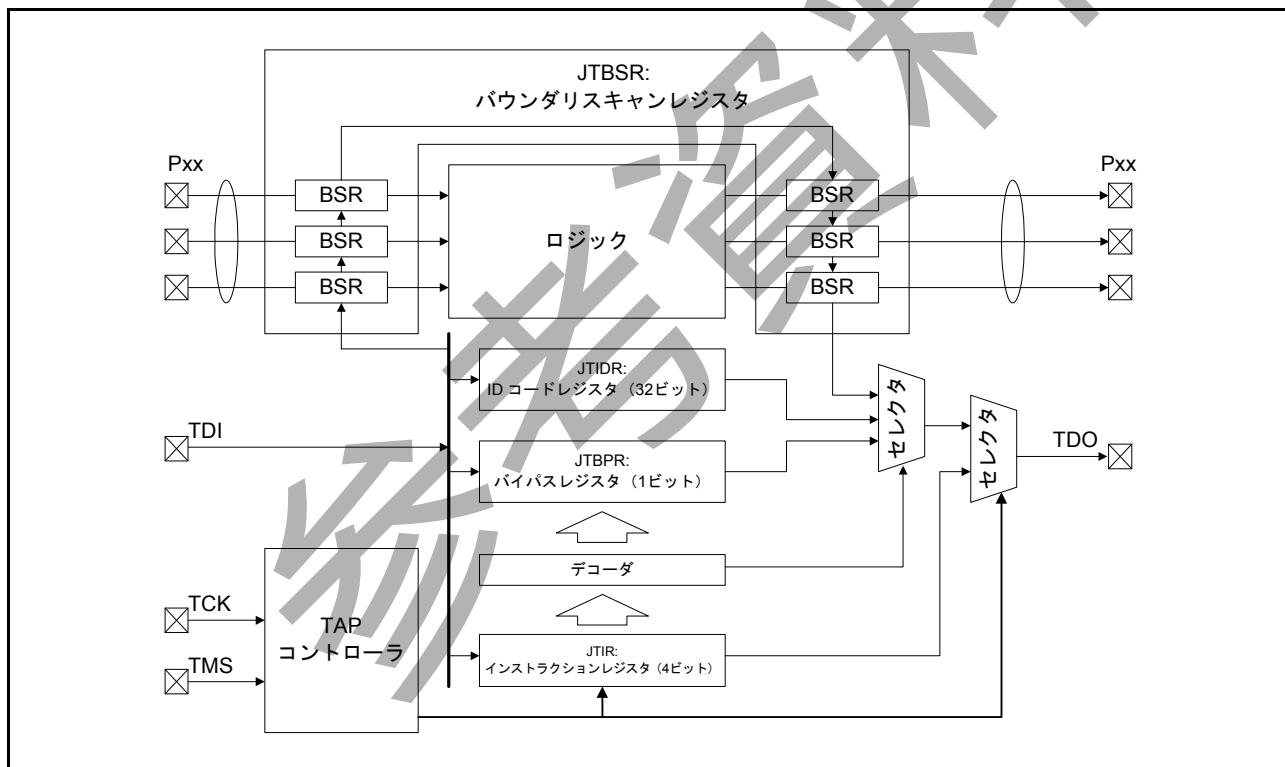 JTBSR:
バウンダリスキャンレジスタ
Pxx
Pxx
BSR
BSR
BSR
BSR
BSR
BSR
ロジック
JTIDR:
ID コードレジスタ（32ビット）
TDI
JTBPR:
バイパスレジスタ（1ビット）
セレクタ
セレクタ
TDO
デコーダ
TCK
TMS
TAP
コントローラ
JTIR:
インストラクションレジスタ（4ビット）
参考資料